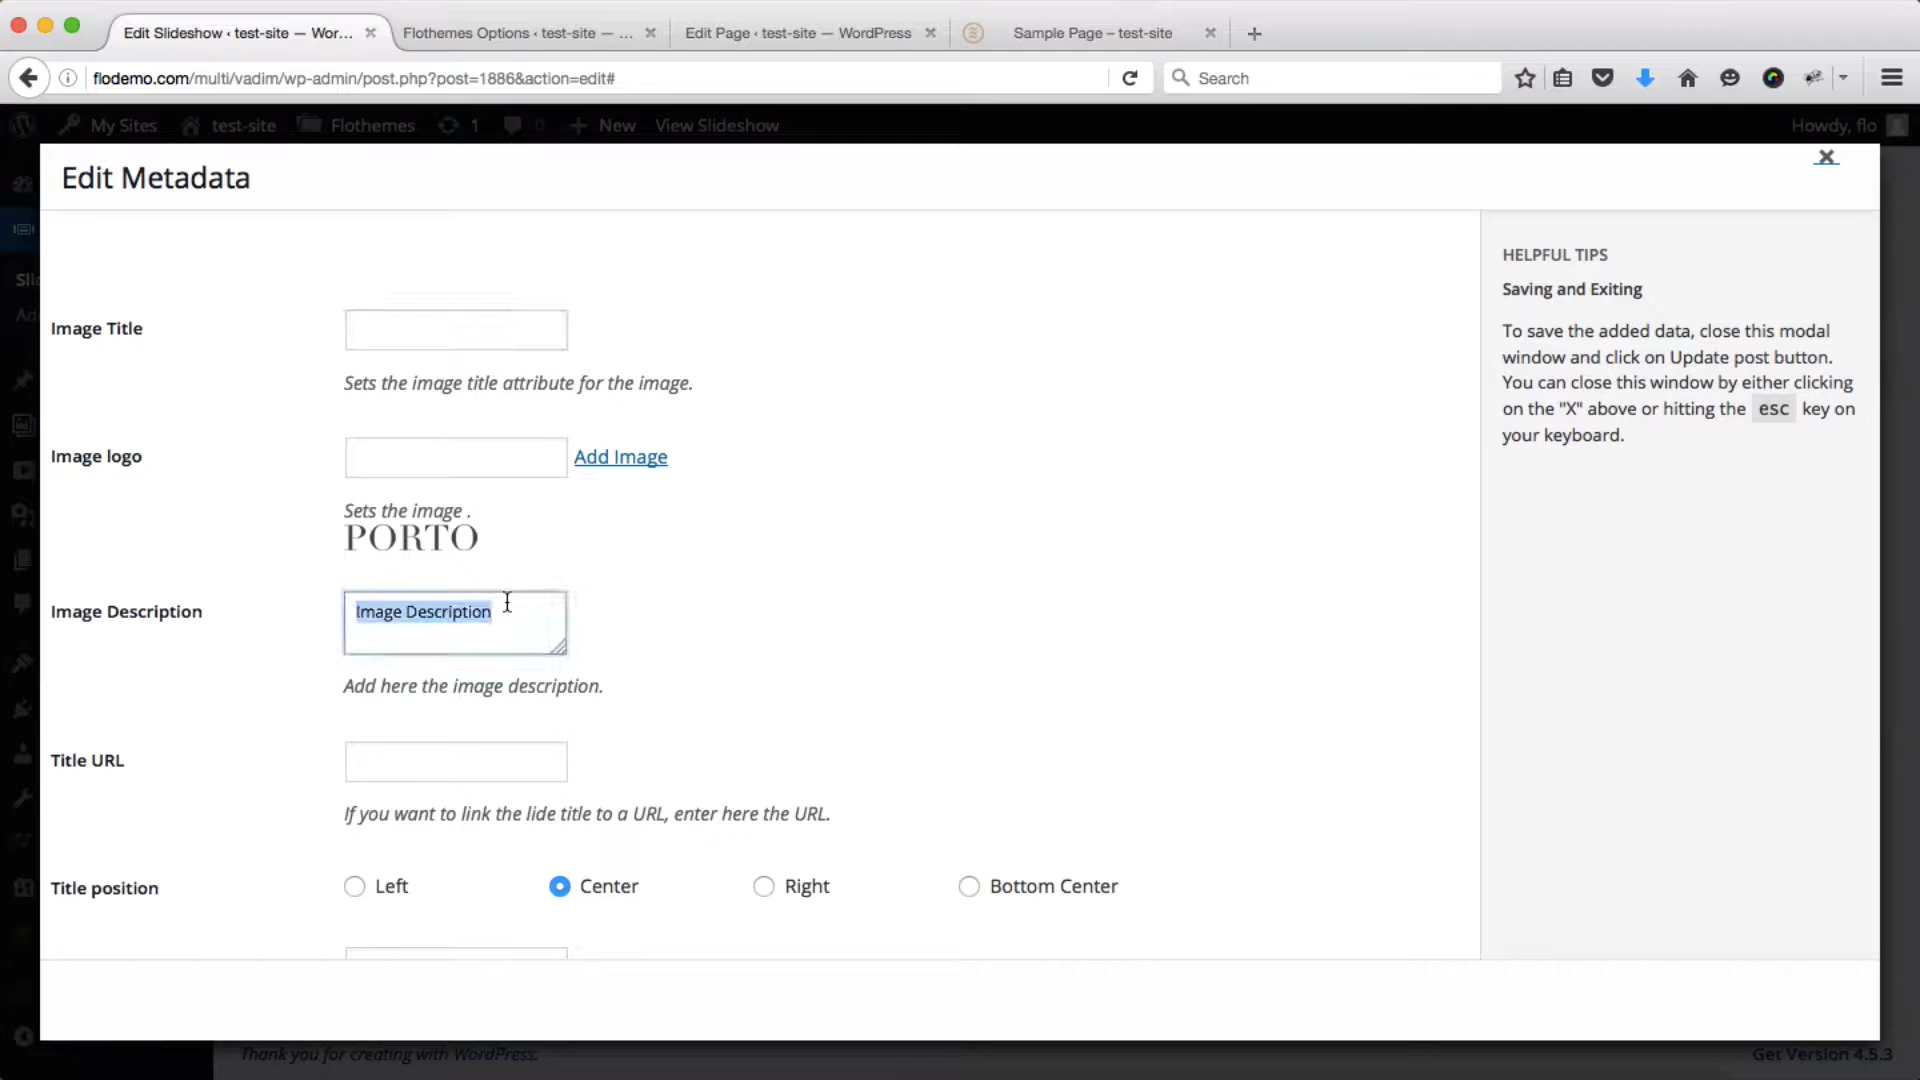 Edit Slideshow ‹ test-site — Wor...
Flothemes Options ‹ test-site — ...
Edit Page ‹ test-site — WordPress
Sample Page – test-site
flodemo.com/multi/vadim/wp-admin/post.php?post=1886&action=edit#
Search
My Sites
test-site
Flothemes
1
0
New
View Slideshow
Howdy, flo
Edit Metadata
Image Title
Sets the image title attribute for the image.
Image logo
Add Image
Sets the image .
PORTO
Image Description
Image Description
Add here the image description.
Title URL
If you want to link the lide title to a URL, enter here the URL.
Title position
Left
Center
Right
Bottom Center
HELPFUL TIPS
Saving and Exiting
To save the added data, close this modal
window and click on Update post button.
You can close this window by either clicking
on the "X" above or hitting the esc key on
your keyboard.
Sli
Ad
Thank you for creating with WordPress.
Get Version 4.5.3